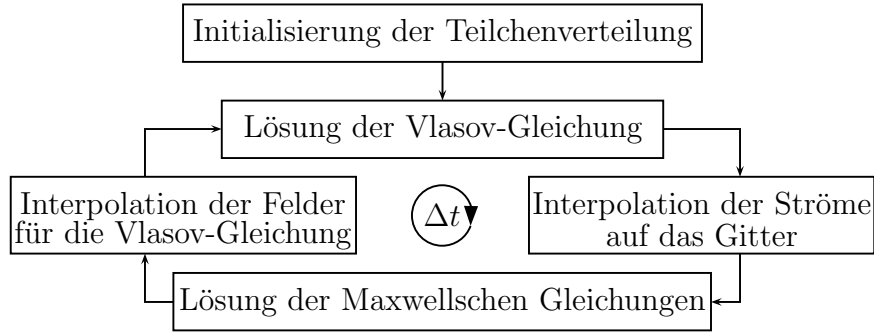 Initialisierung der Teilchenverteilung
Lösung der Vlasov-Gleichung
Interpolation der Felder
für die Vlasov-Gleichung
Δt
Interpolation der Ströme
auf das Gitter
Lösung der Maxwellschen Gleichungen